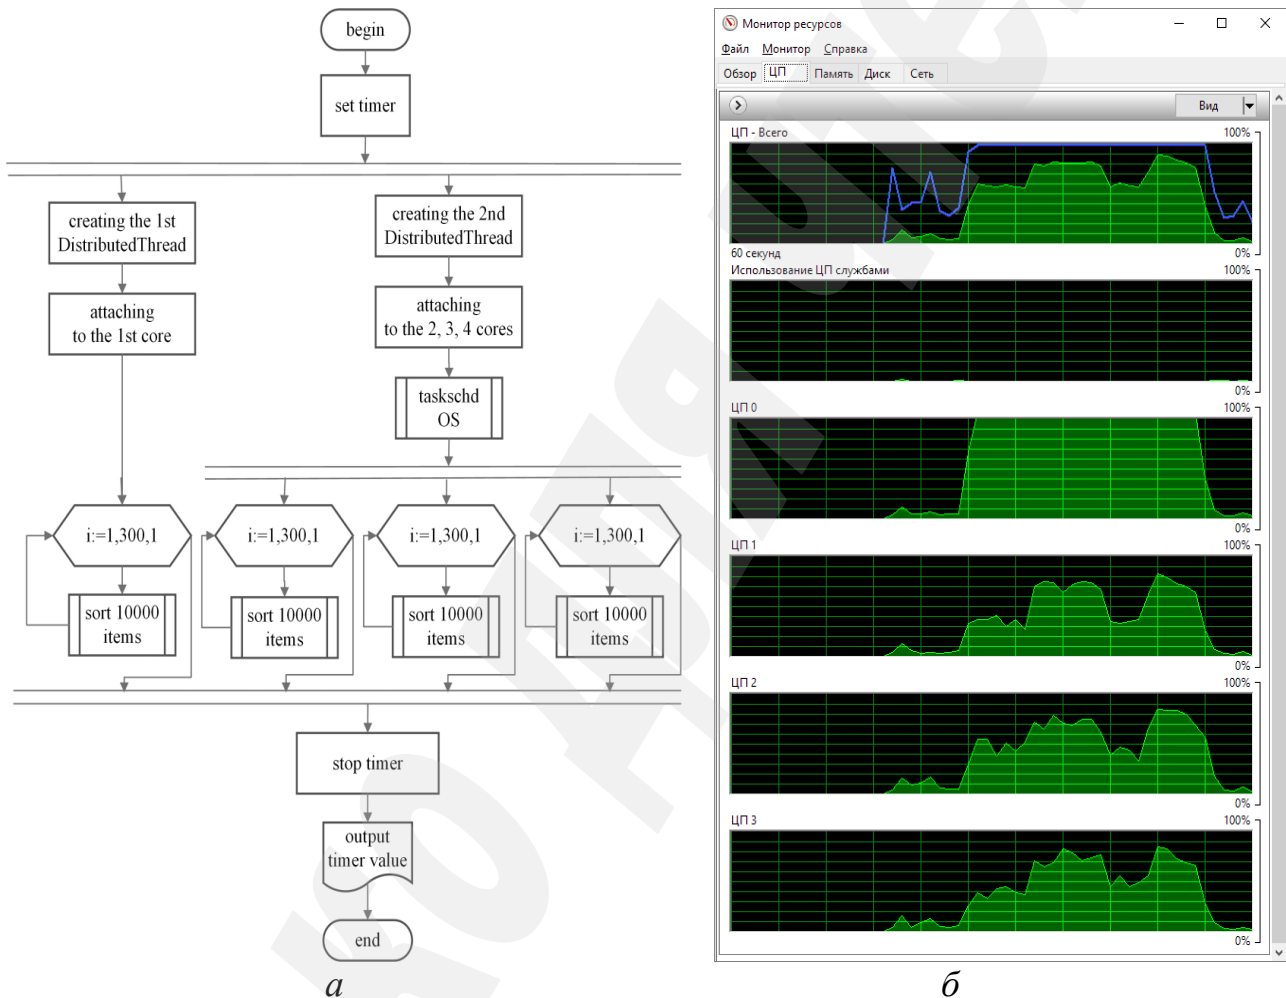 begin
set timer
creating the 1st
DistributedThread
creating the 2nd
DistributedThread
attaching
to the 1st core
attaching
to the 2, 3, 4 cores
taskschd
OS
i:=1,300,1
i:=1,300,1
i:=1,300,1
i:=1,300,1
sort 10000
items
sort 10000
items
sort 10000
items
sort 10000
items
stop timer
output
timer value
end
а
Монитор ресурсов
Файл Монитор Справка
Обзор ЦП Память Диск Сеть
Вид
ЦП - Всего 100%
60 секунд 0%
Использование ЦП службами 100%
0%
ЦП 0 100%
0%
ЦП 1 100%
0%
ЦП 2 100%
0%
ЦП 3 100%
0%
б